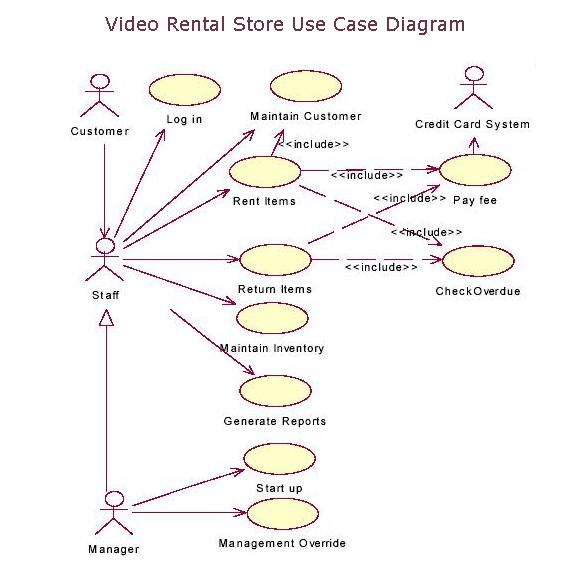 Video Rental Store Use Case Diagram
Customer
Log in
Maintain Customer
Credit Card System
<<include>>
Rent Items
<<include>>
<<include>>
Pay fee
<<include>>
Staff
Return Items
<<include>>
CheckOverdue
Maintain Inventory
Generate Reports
Start up
Manager
Management Override